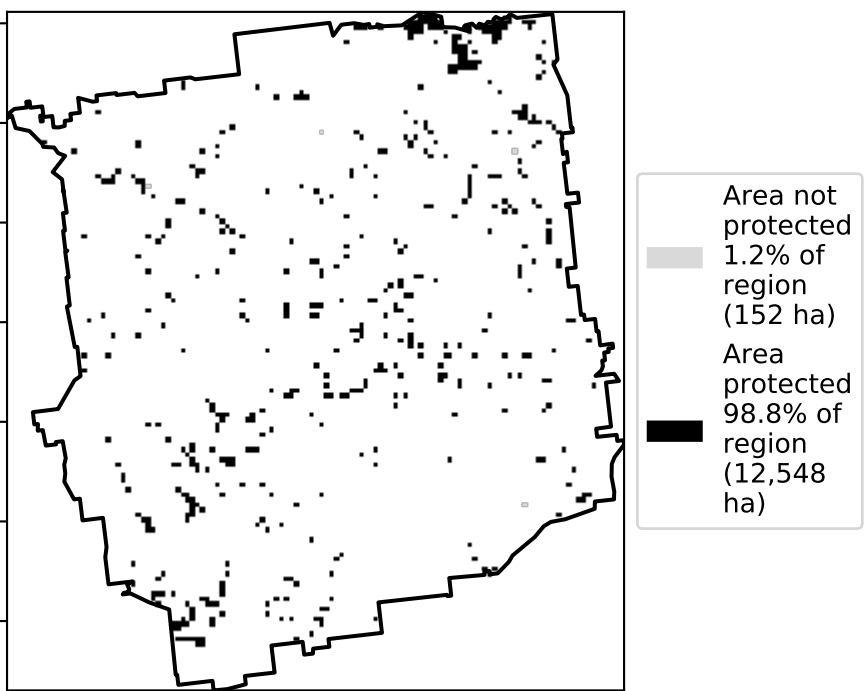 Area not
protected
1.2% of
region
(152 ha)
Area
protected
98.8% of
region
(12,548
ha)